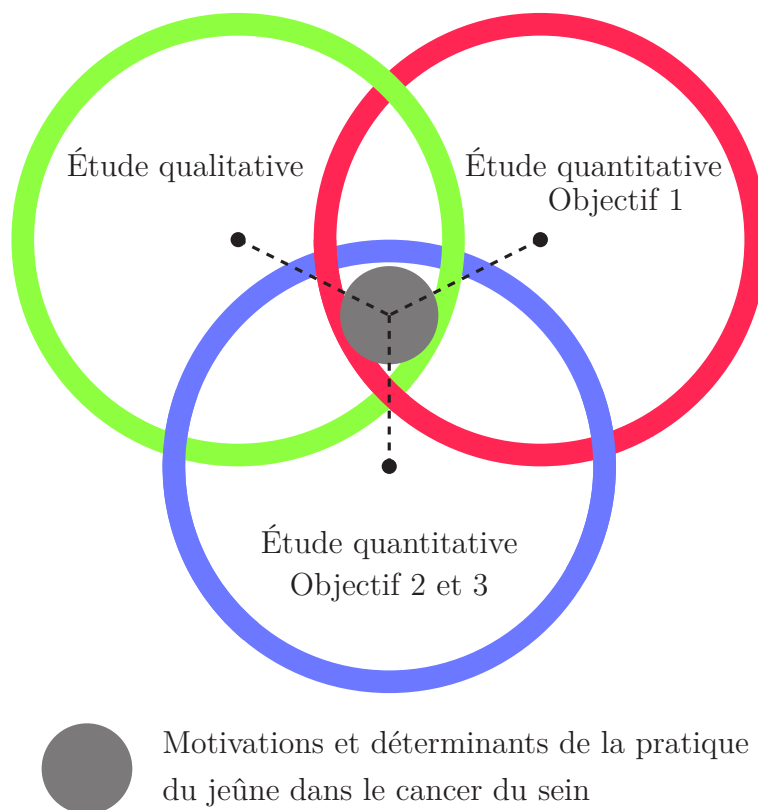 Étude qualitative
Étude quantitative
Objectif 1
Étude quantitative
Objectif 2 et 3
Motivations et déterminants de la pratique
du jeûne dans le cancer du sein